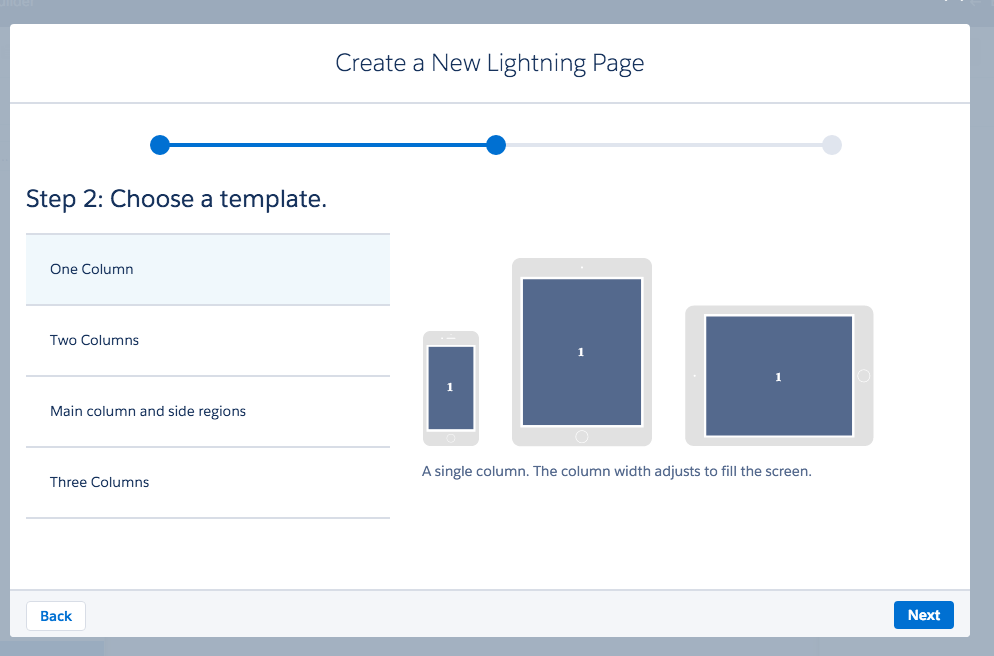 Create a New Lightning Page
Step 2: Choose a template.
One Column
Two Columns
Main column and side regions
Three Columns
1
1
1
A single column. The column width adjusts to fill the screen.
Back
Next